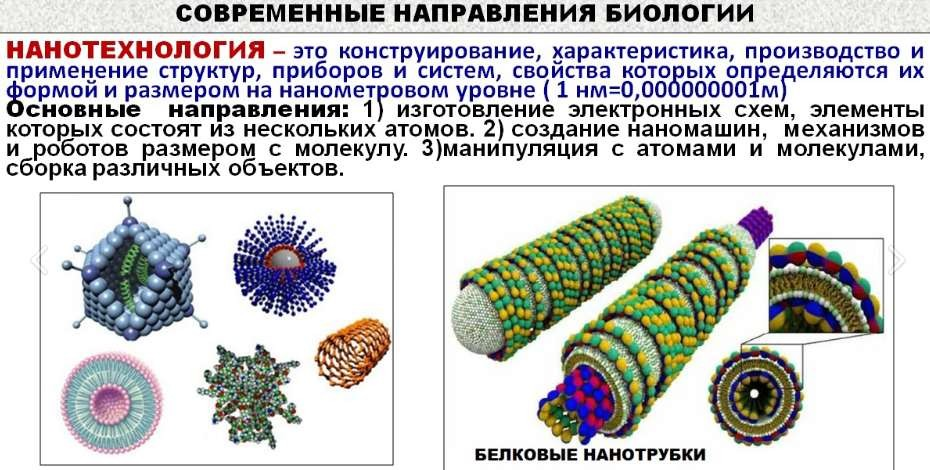 СОВРЕМЕННЫЕ НАПРАВЛЕНИЯ БИОЛОГИИ
НАНОТЕХНОЛОГИЯ – это конструирование, характеристика, производство и
применение структур, приборов и систем, свойства которых определяются их
формой и размером на нанометровом уровне ( 1 нм=0,000000001м)
Основные направления: 1) изготовление электронных схем, элементы
которых состоят из нескольких атомов. 2) создание наномашин, механизмов
и роботов размером с молекулу. 3)манипуляция с атомами и молекулами,
сборка различных объектов.
БЕЛКОВЫЕ НАНОТРУБКИ